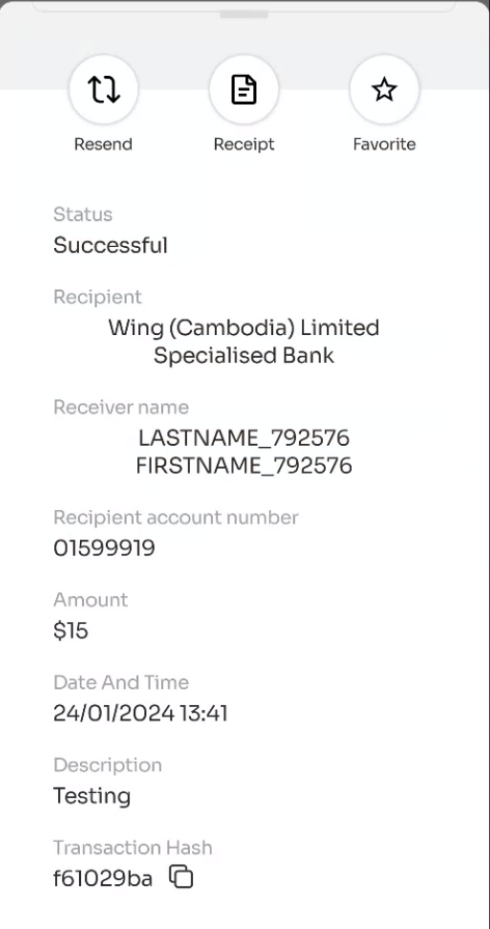 Resend
Receipt
Favorite
Status
Successful
Recipient
Wing (Cambodia) Limited
Specialised Bank
Receiver name
LASTNAME_792576
FIRSTNAME_792576
Recipient account number
01599919
Amount
$15
Date And Time
24/01/2024 13:41
Description
Testing
Transaction Hash
f61029ba